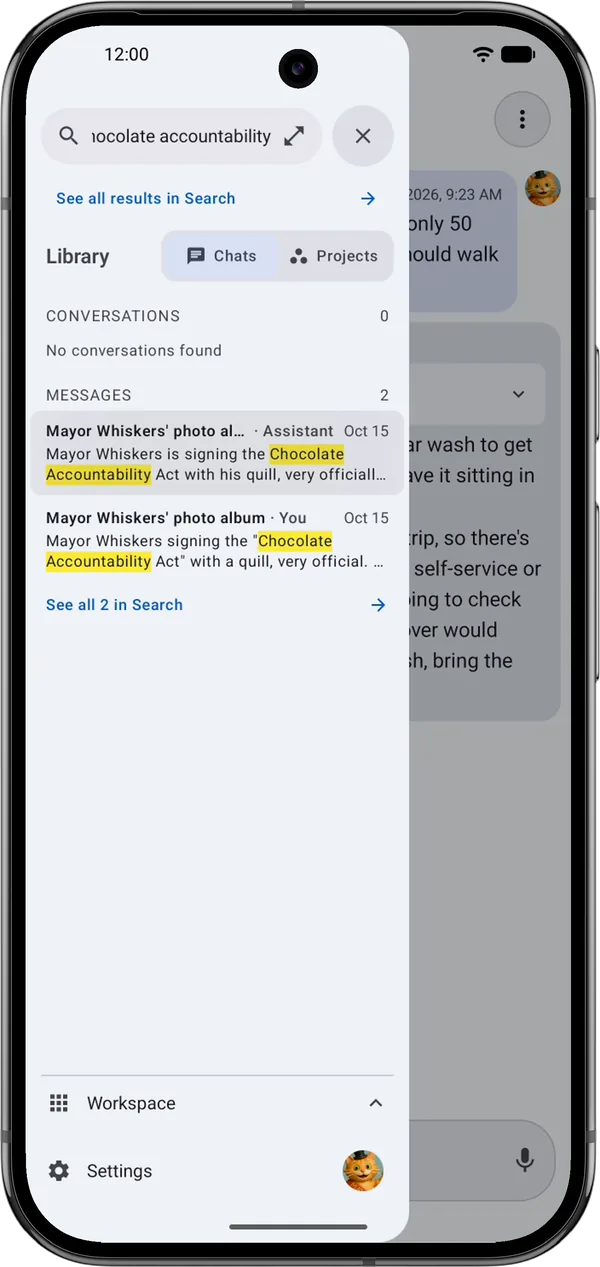 12:00
hocolate accountability
See all results in Search
Library
Chats
Projects
CONVERSATIONS 0
No conversations found
MESSAGES 2
Mayor Whiskers' photo al… · Assistant Oct 15
Mayor Whiskers is signing the Chocolate
Accountability Act with his quill, very officiall…
Mayor Whiskers' photo album · You Oct 15
Mayor Whiskers signing the "Chocolate
Accountability Act" with a quill, very official. …
See all 2 in Search
Workspace
Settings
2026, 9:23 AM
only 50
hould walk
ar wash to get
ave it sitting in
trip, so there's
self-service or
ing to check
over would
sh, bring the